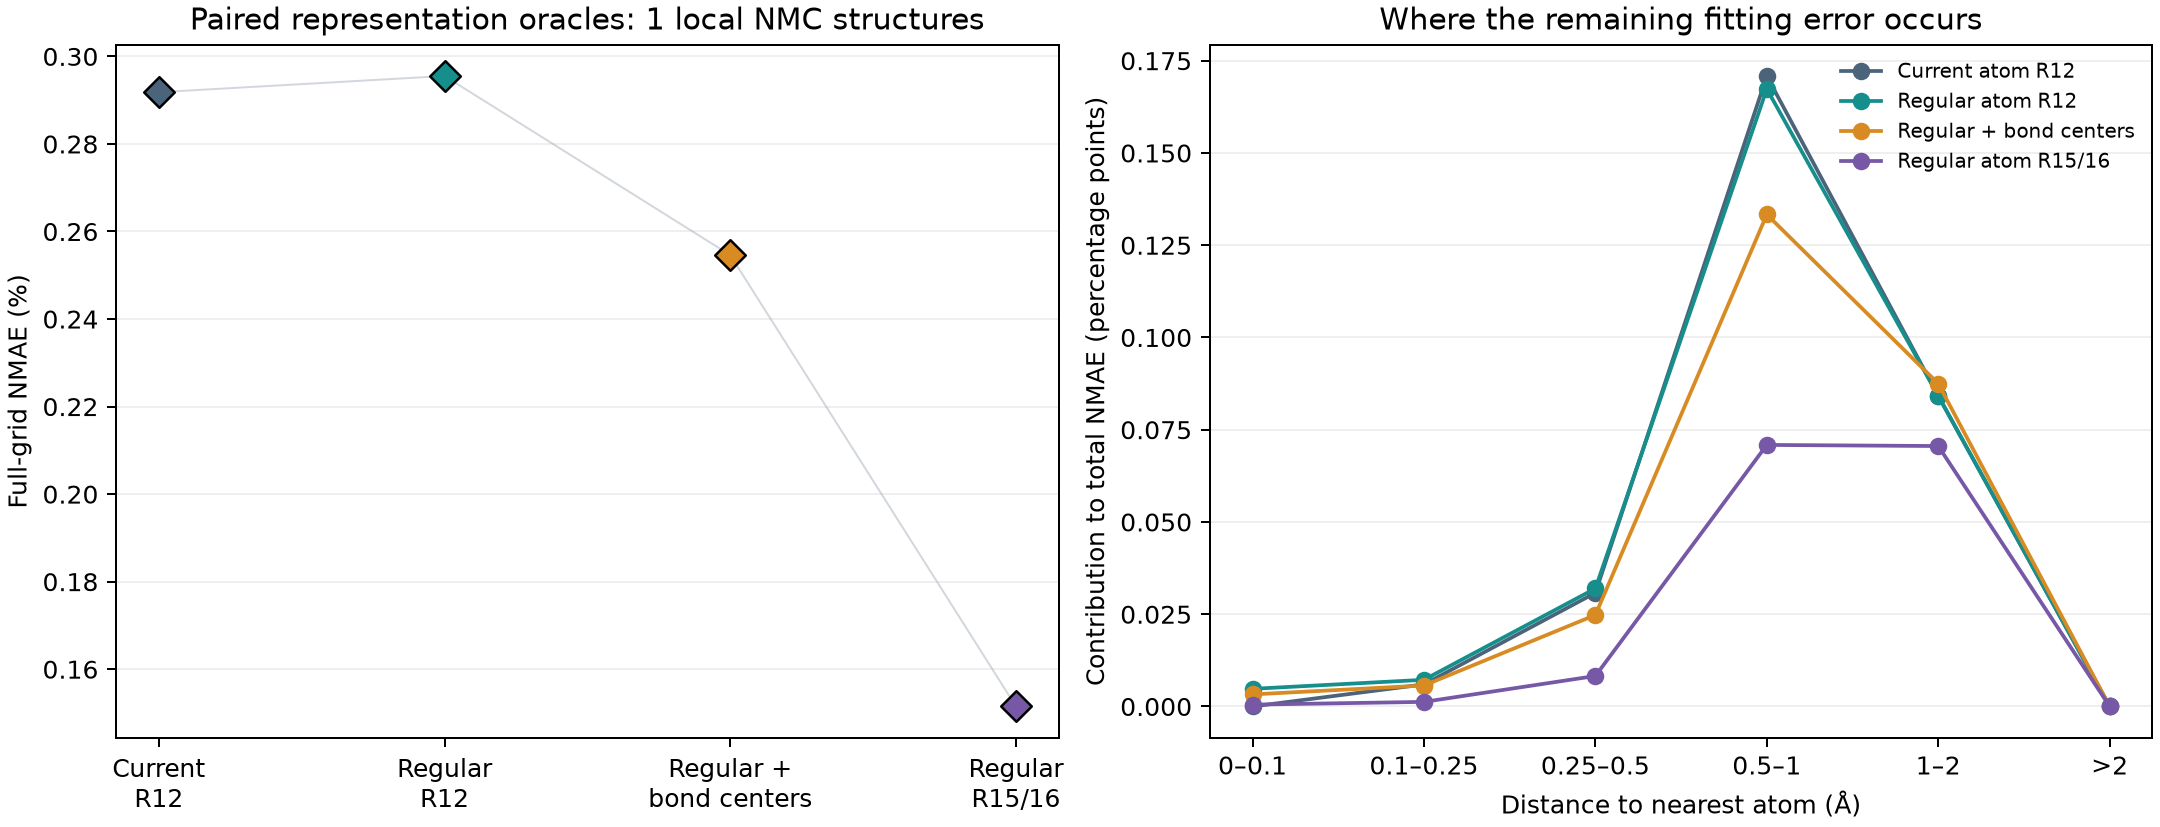 Paired representation oracles: 1 local NMC structures
Full-grid NMAE (%)
0.30
0.28
0.26
0.24
0.22
0.20
0.18
0.16
Current
R12
Regular
R12
Regular +
bond centers
Regular
R15/16
Where the remaining fitting error occurs
Contribution to total NMAE (percentage points)
0.175
0.150
0.125
0.100
0.075
0.050
0.025
0.000
Current atom R12
Regular atom R12
Regular + bond centers
Regular atom R15/16
0–0.1
0.1–0.25
0.25–0.5
0.5–1
1–2
>2
Distance to nearest atom (Å)